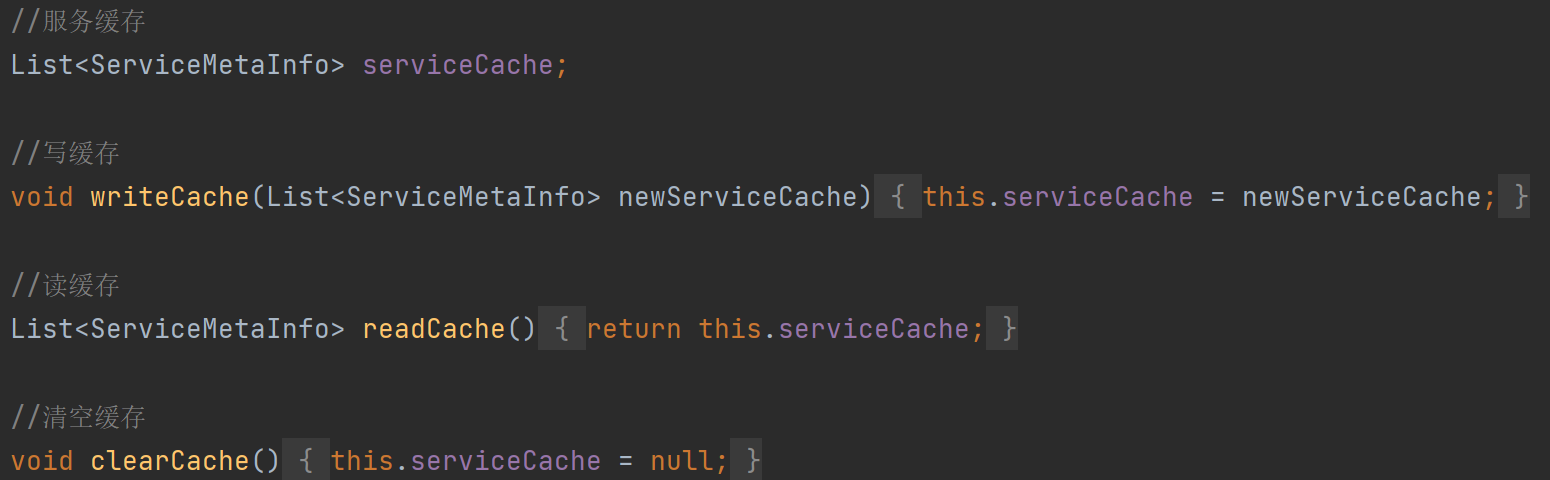 //服务缓存
List<ServiceMetaInfo> serviceCache;
//写缓存
void writeCache(List<ServiceMetaInfo> newServiceCache) { this.serviceCache = newServiceCache; }
//读缓存
List<ServiceMetaInfo> readCache() { return this.serviceCache; }
//清空缓存
void clearCache() { this.serviceCache = null; }